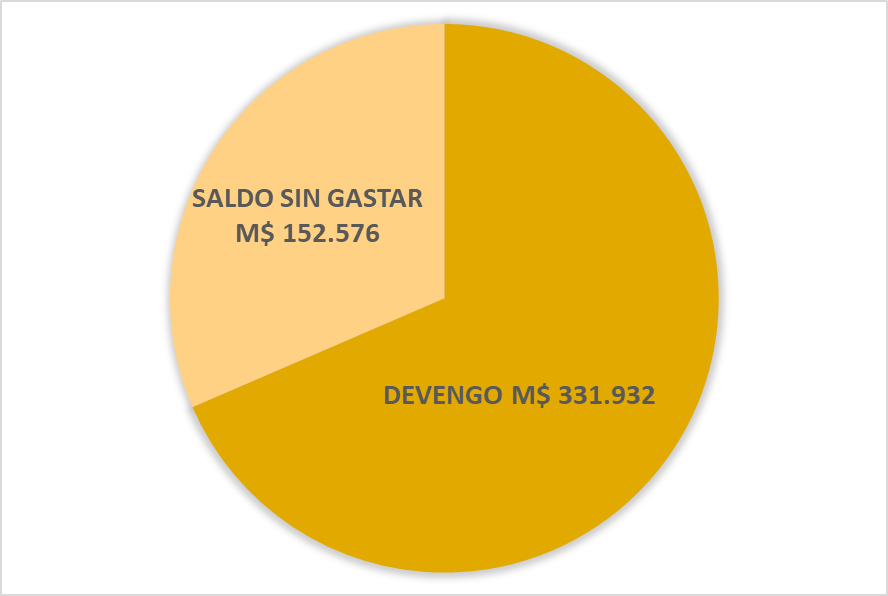 SALDO SIN GASTAR
M$ 152.576
DEVENGO M$ 331.932